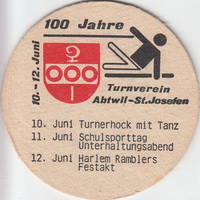 100 Jahre
10.-12. Juni
Turnverein
Abtwil-St.Josefen
10. Juni Turnerhock mit Tanz
11. Juni Schulsporttag
Unterhaltungsabend
12. Juni Harlem Ramblers
Festakt